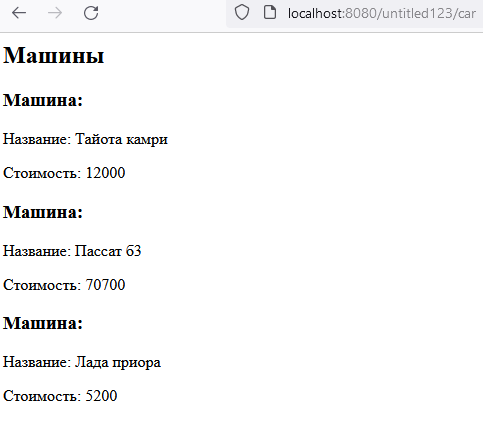 localhost:8080/untitled123/car
Машины
Машина:
Название: Тайота камри
Стоимость: 12000
Машина:
Название: Пассат б3
Стоимость: 70700
Машина:
Название: Лада приора
Стоимость: 5200